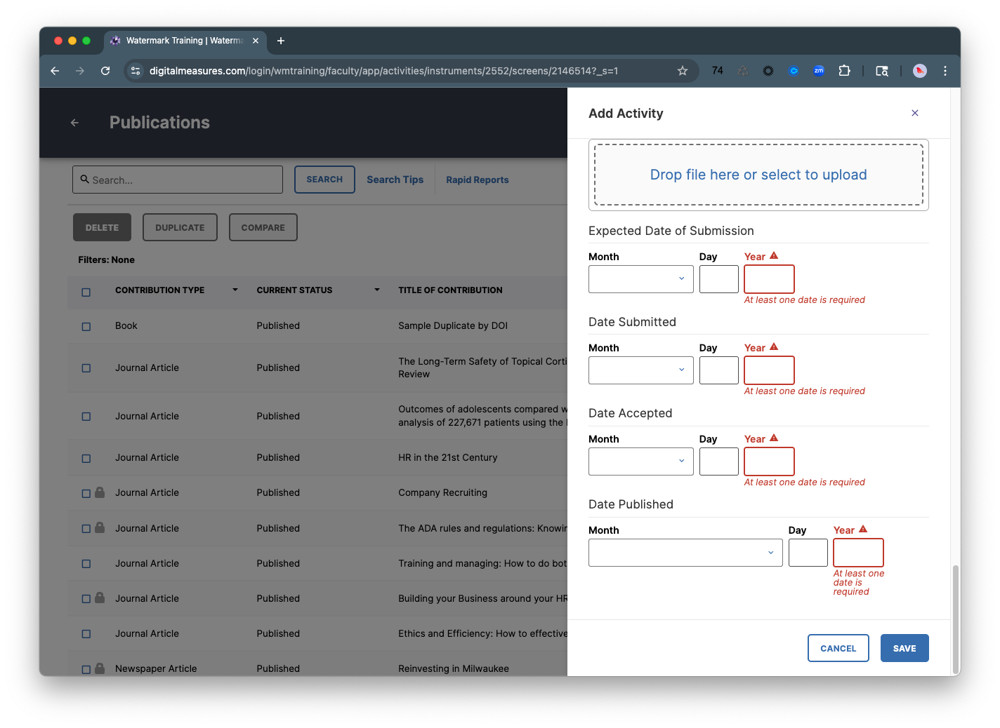 Watermark Training | Waterma
digitalmeasures.com/login/wmtraining/faculty/app/activities/instruments/2552/screens/2146514?_s=1
74
zm
Publications
Search...
SEARCH
Search Tips
Rapid Reports
DELETE
DUPLICATE
COMPARE
Filters: None
CONTRIBUTION TYPE
CURRENT STATUS
TITLE OF CONTRIBUTION
Book
Published
Sample Duplicate by DOI
Journal Article
Published
The Long-Term Safety of Topical Corti
Review
Journal Article
Published
Outcomes of adolescents compared w
analysis of 227,671 patients using the
Journal Article
Published
HR in the 21st Century
Journal Article
Published
Company Recruiting
Journal Article
Published
The ADA rules and regulations: Knowin
Journal Article
Published
Training and managing: How to do bot
Journal Article
Published
Building your Business around your HR
Journal Article
Published
Ethics and Efficiency: How to effective
Newspaper Article
Published
Reinvesting in Milwaukee
Add Activity
Drop file here or select to upload
Expected Date of Submission
Month
Day
Year
At least one date is required
Date Submitted
Month
Day
Year
At least one date is required
Date Accepted
Month
Day
Year
At least one date is required
Date Published
Month
Day
Year
At least one
date is
required
CANCEL
SAVE